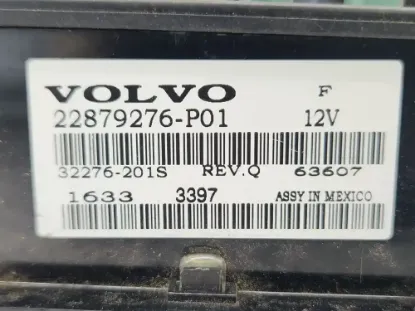 VOLVO F
22879276-P01 12V
32276-201S REV.Q 63607
1633 3397 ASSY IN MEXICO